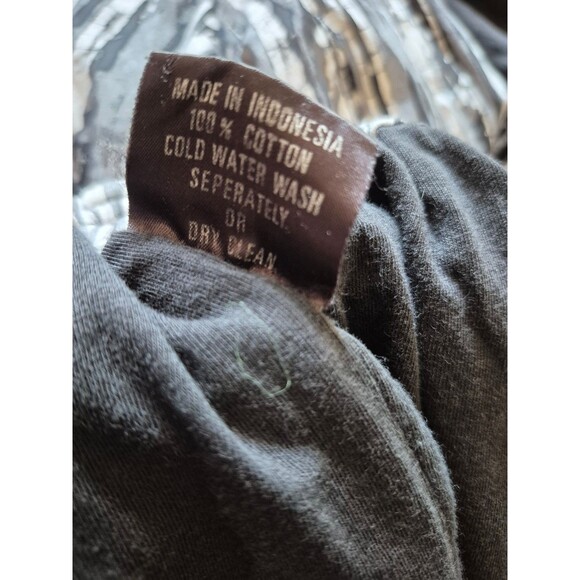 MADE IN INDONESIA
100 % COTTON
COLD WATER WASH
SEPERATELY
OR
DRY CLEAN